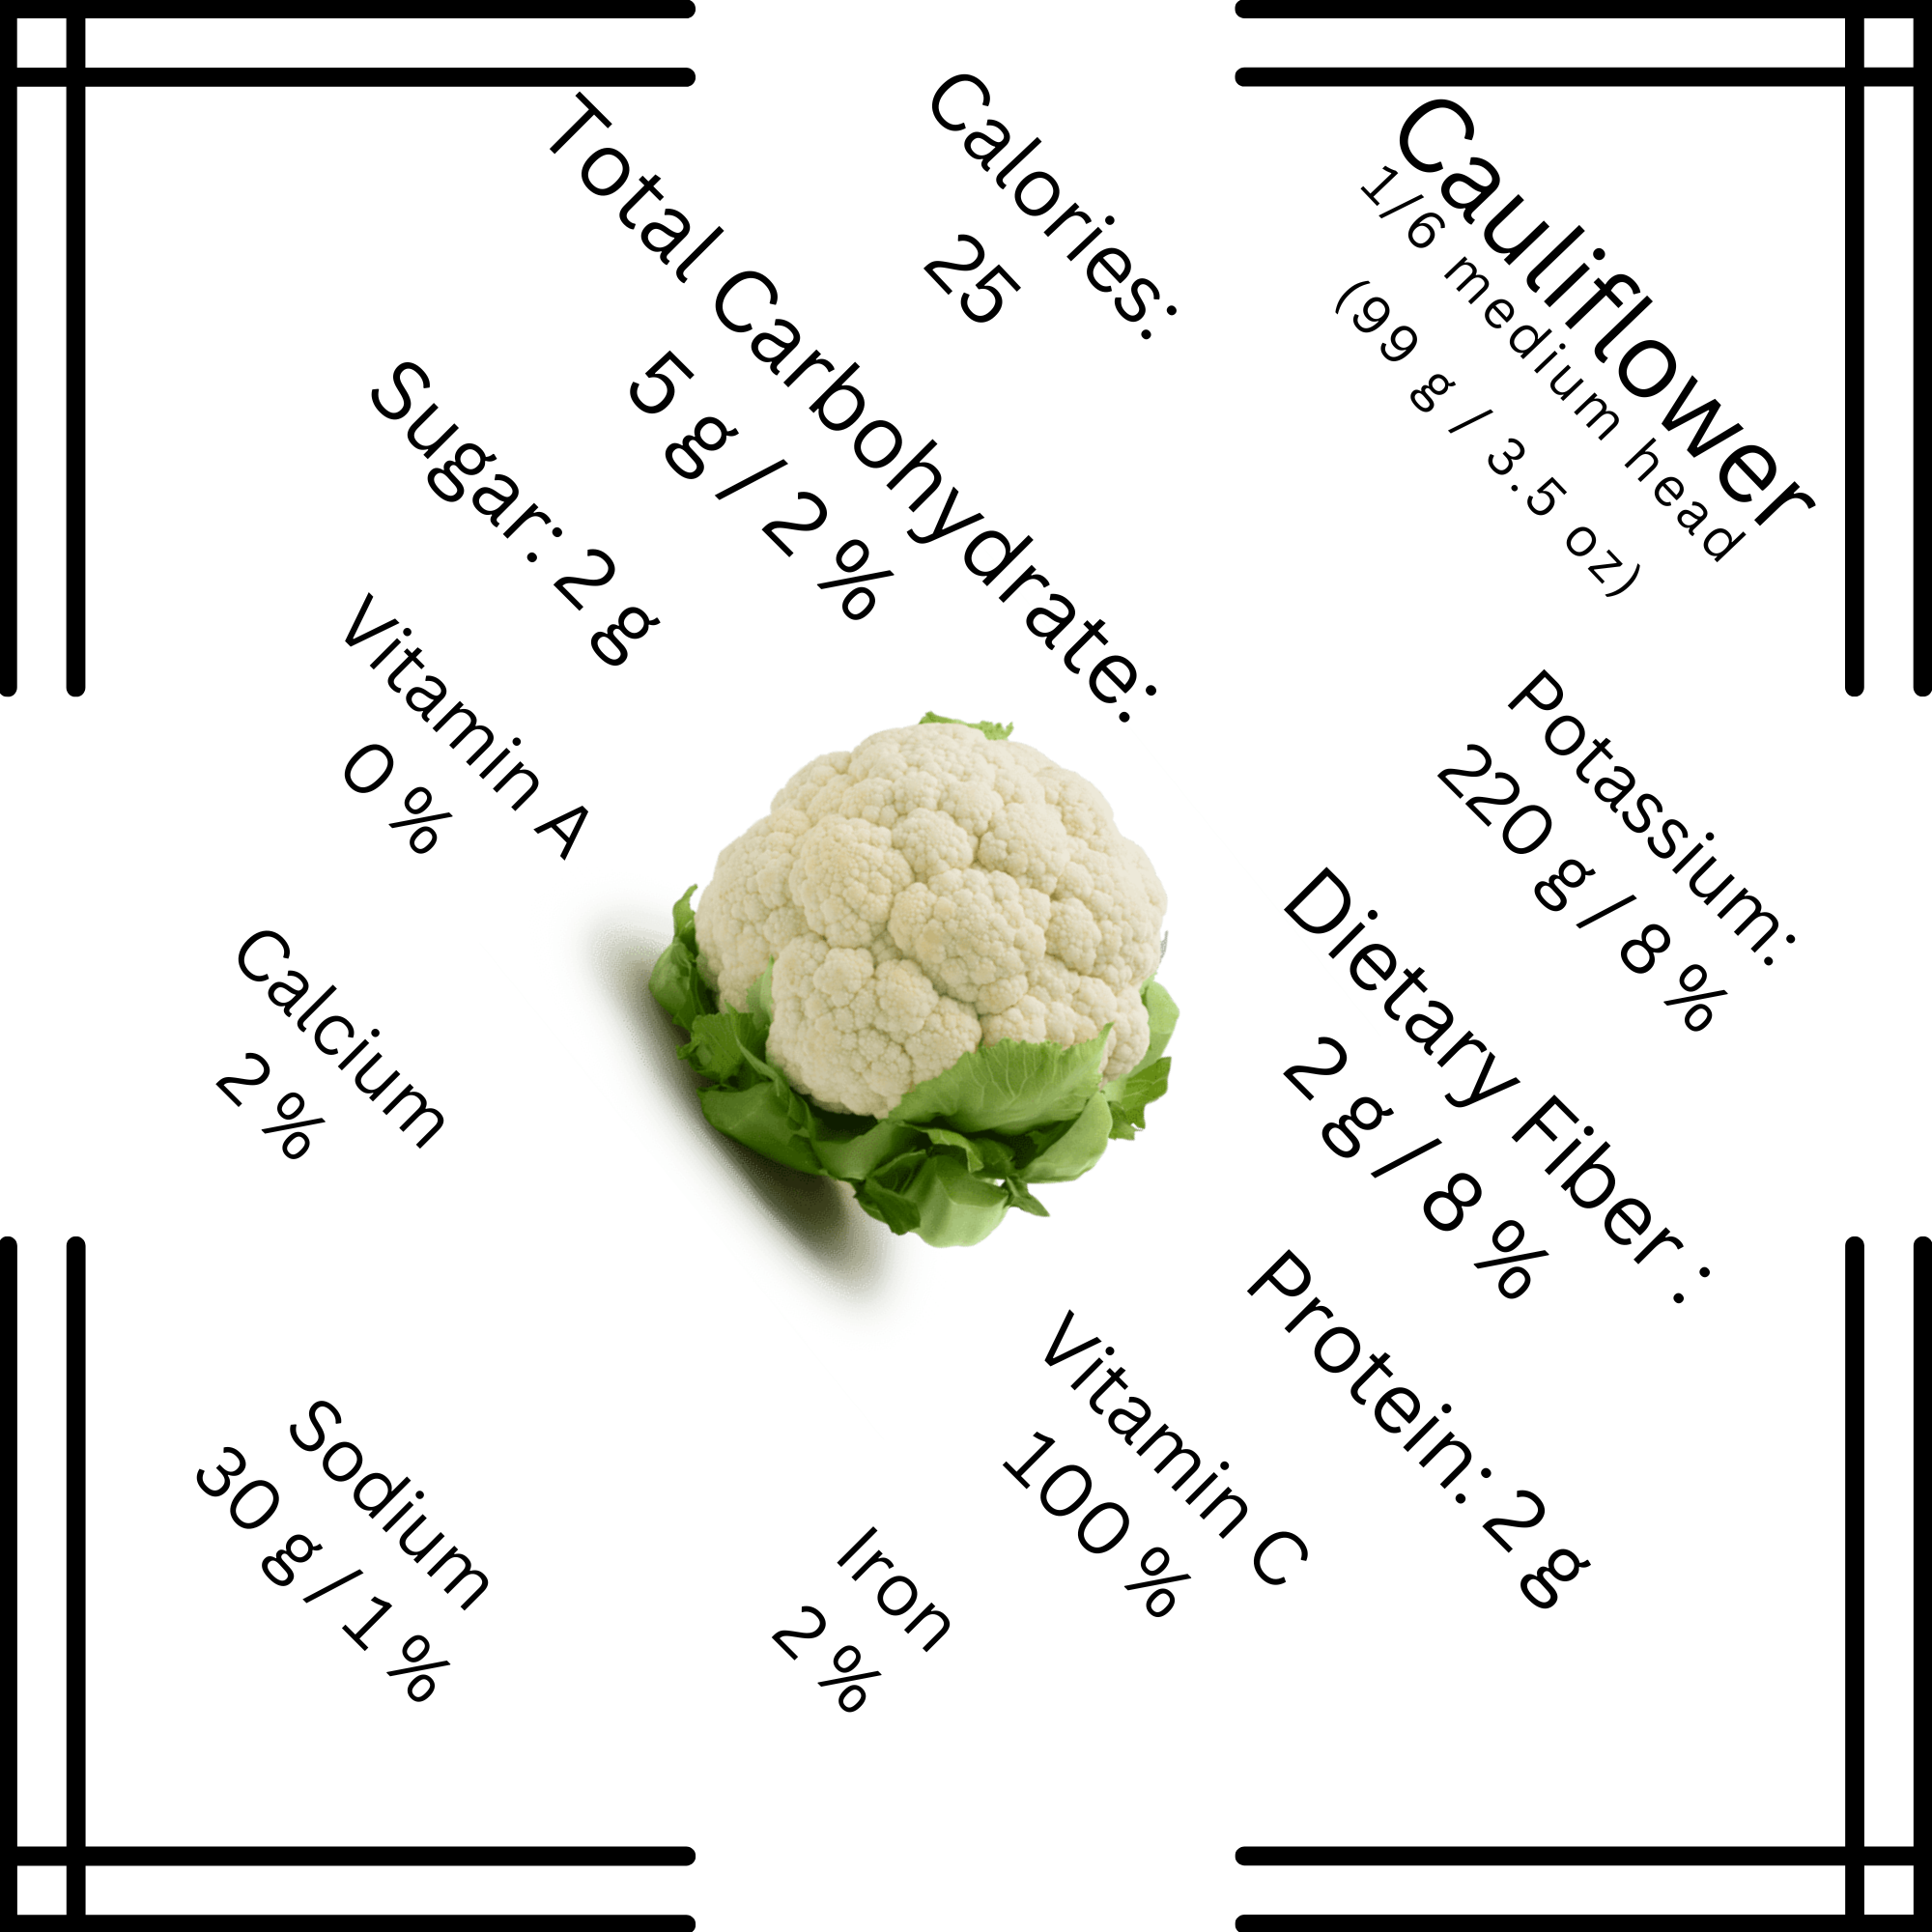 Cauliflower
1/6 medium head
(99 g / 3.5 oz)
Calories:
25
Total Carbohydrate:
5 g / 2 %
Sugar: 2 g
Potassium:
220 g / 8 %
Dietary Fiber :
2 g / 8 %
Protein: 2 g
Vitamin A
0 %
Vitamin C
100 %
Calcium
2 %
Iron
2 %
Sodium
30 g / 1 %